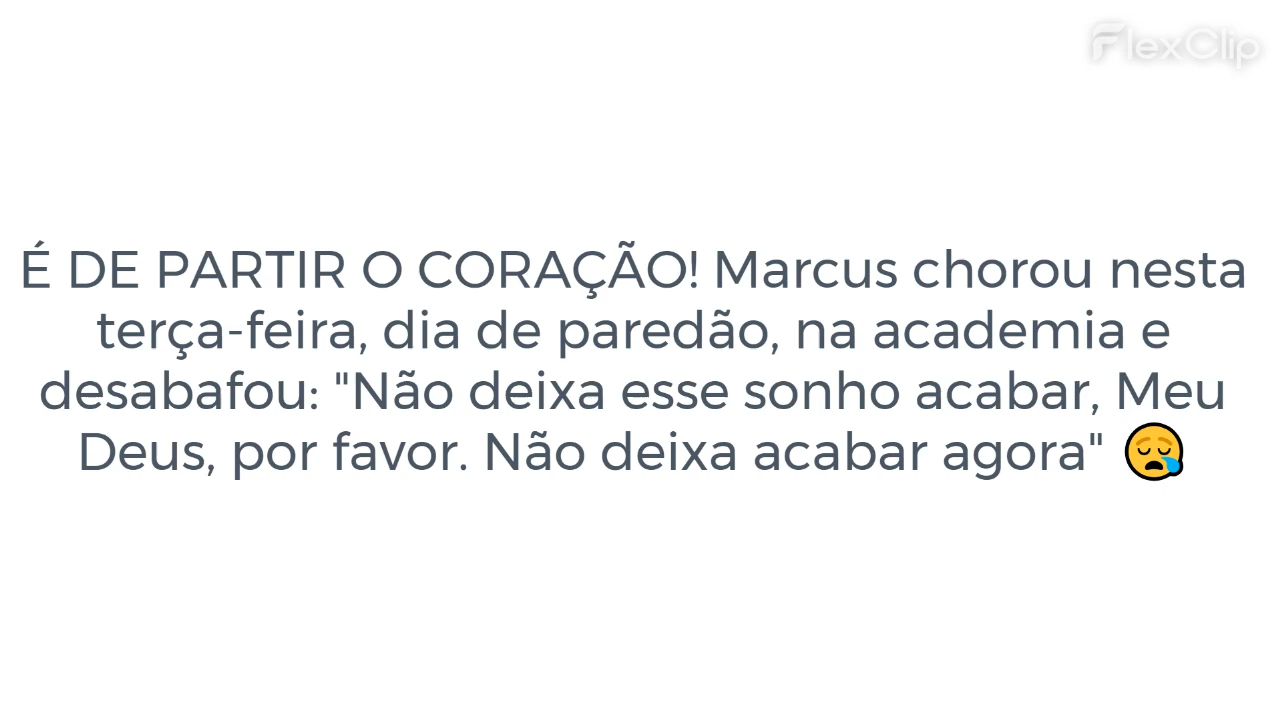 FlexClip
É DE PARTIR O CORAÇÃO! Marcus chorou nesta
terça-feira, dia de paredão, na academia e
desabafou: "Não deixa esse sonho acabar, Meu
Deus, por favor. Não deixa acabar agora" 😪